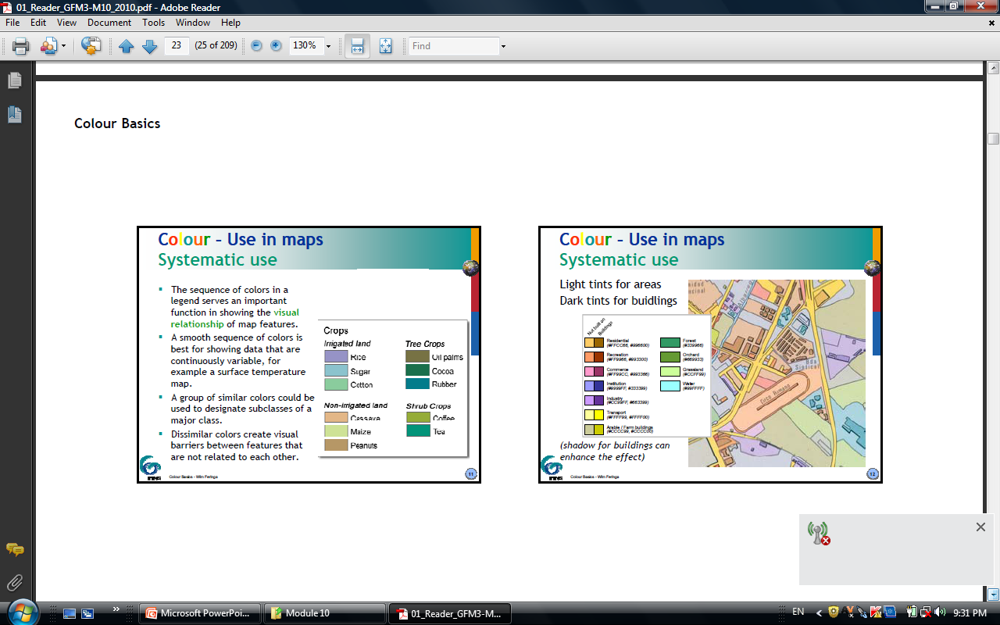 01_Reader_GFM3-M10_2010.pdf - Adobe Reader
File Edit View Document Tools Window Help
23 (25 of 209) 130% Find
Colour Basics
Colour - Use in maps
Systematic use
The sequence of colors in a
legend serves an important
function in showing the visual
relationship of map features.
A smooth sequence of colors is
best for showing data that are
continuously variable, for
example a surface temperature
map.
A group of similar colors could be
used to designate subclasses of a
major class.
Dissimilar colors create visual
barriers between features that
are not related to each other.
Crops
Irrigated land
Rice
Sugar
Cotton
Non-irrigated land
Cassava
Maize
Peanuts
Tree Crops
Oil palms
Cocoa
Rubber
Shrub Crops
Coffee
Tea
ITC
Colour Basics - Wim Feringa
11
Colour - Use in maps
Systematic use
Light tints for areas
Dark tints for buidlings
Not built on
Buildings
Residential
(#FFCC66, #996600)
Recreation
(#FF9966, #993300)
Commerce
(#FF99CC, #993366)
Institution
(#9999FF, #333399)
Industry
(#CC99FF, #663399)
Transport
(#FFFF99, #FFFF00)
Arable / Farm buildings
(#CCCC99, #CCCC00)
Forest
(#339966)
Orchard
(#669933)
Grassland
(#CCFF99)
Water
(#99FFFF)
(shadow for buildings can
enhance the effect)
Bda
Sindical
ITC
Colour Basics - Wim Feringa
12
Microsoft PowerPoi... Module 10 01_Reader_GFM3-M... EN 9:31 PM